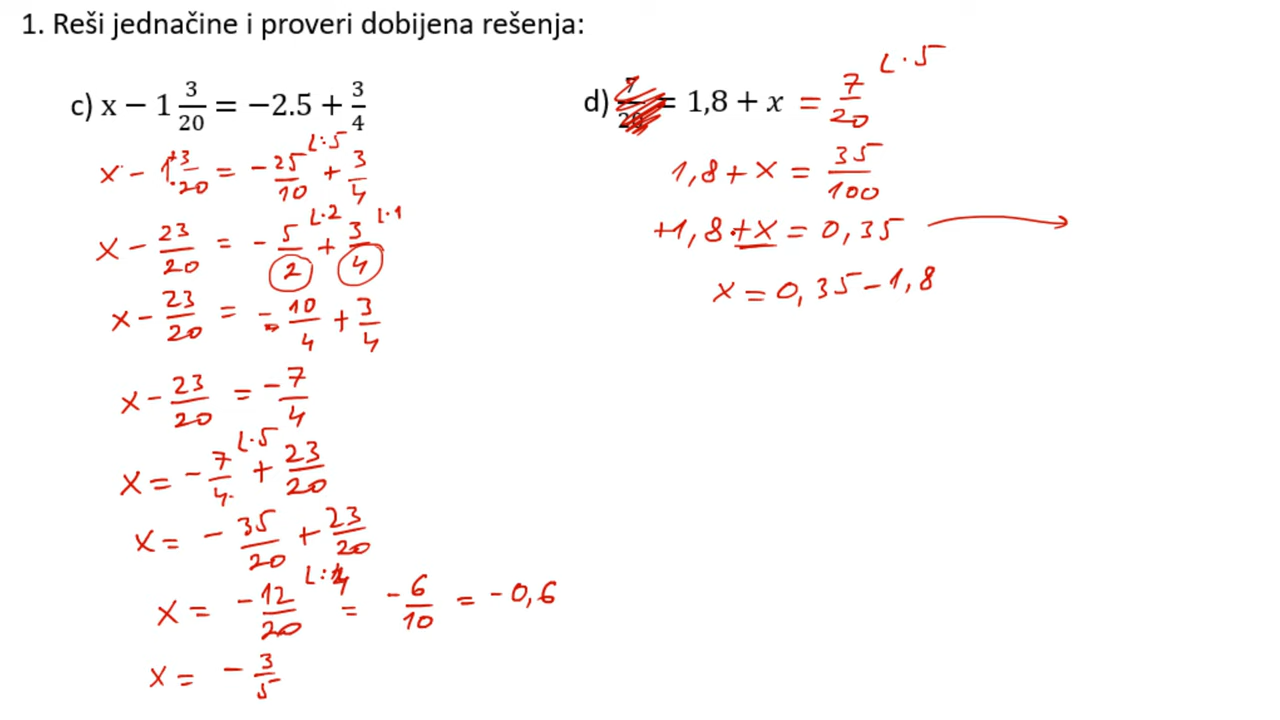 1. Reši jednačine i proveri dobijena rešenja:
c) x − 1 3/20 = −2.5 + 3/4
x − 1 3/20 = − 25/10 L:5 + 3/4
x − 23/20 = − 5/2 L·2 + 3/4 L·1
x − 23/20 = − 10/4 + 3/4
x − 23/20 = − 7/4
x = − 7/4 L·5 + 23/20
x = − 35/20 + 23/20
x = −12/20 L:4 = −6/10 = −0,6
x = − 3/5
d) 7/20 = 1,8 + x = 7/20 L·5
1,8 + x = 35/100
+1,8 + x = 0,35
x = 0,35 − 1,8